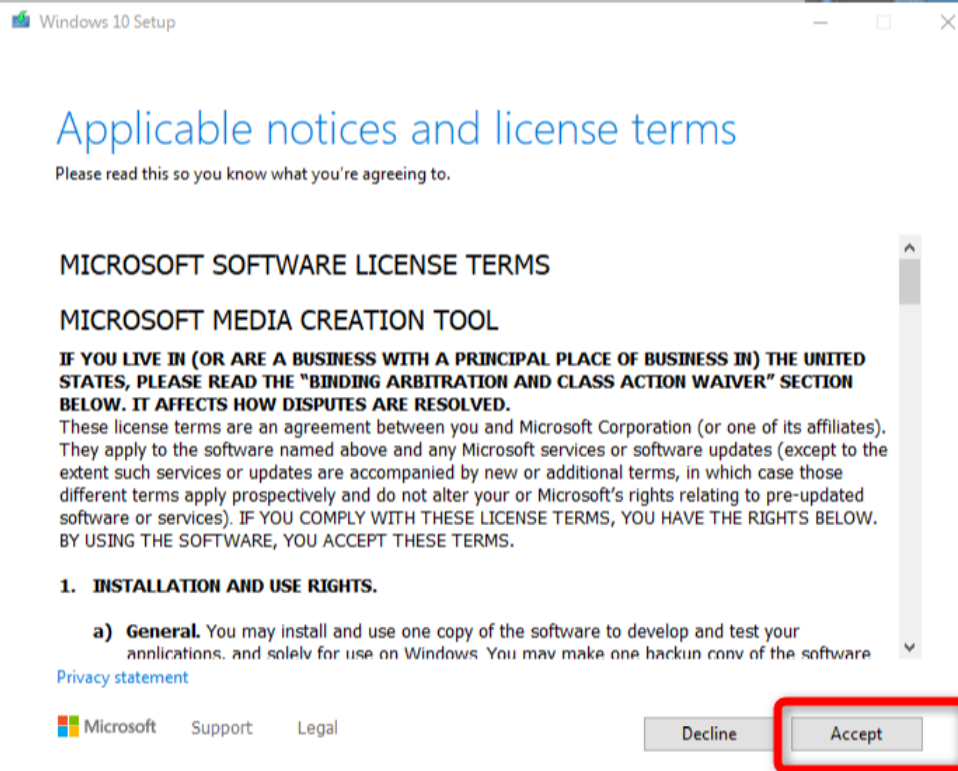 Windows 10 Setup
Applicable notices and license terms
Please read this so you know what you're agreeing to.
MICROSOFT SOFTWARE LICENSE TERMS
MICROSOFT MEDIA CREATION TOOL
IF YOU LIVE IN (OR ARE A BUSINESS WITH A PRINCIPAL PLACE OF BUSINESS IN) THE UNITED
STATES, PLEASE READ THE “BINDING ARBITRATION AND CLASS ACTION WAIVER” SECTION
BELOW. IT AFFECTS HOW DISPUTES ARE RESOLVED.
These license terms are an agreement between you and Microsoft Corporation (or one of its affiliates).
They apply to the software named above and any Microsoft services or software updates (except to the
extent such services or updates are accompanied by new or additional terms, in which case those
different terms apply prospectively and do not alter your or Microsoft’s rights relating to pre-updated
software or services). IF YOU COMPLY WITH THESE LICENSE TERMS, YOU HAVE THE RIGHTS BELOW.
BY USING THE SOFTWARE, YOU ACCEPT THESE TERMS.
1. INSTALLATION AND USE RIGHTS.
a) General. You may install and use one copy of the software to develop and test your
applications, and solely for use on Windows. You may make one backup copy of the software
Privacy statement
Microsoft Support Legal
Decline Accept